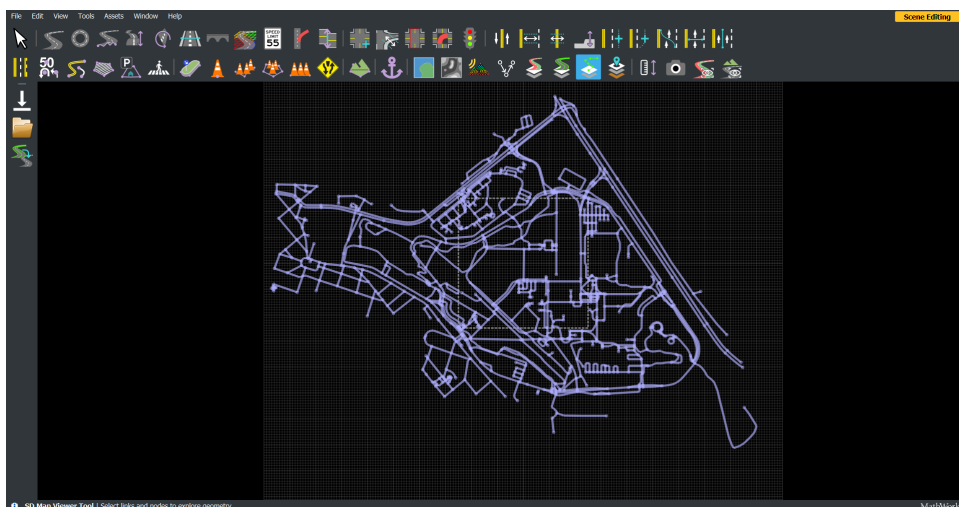 File Edit View Tools Assets Window Help
Scene Editing
SPEED LIMIT 55
50
P
SD Map Viewer Tool | Select links and nodes to explore geometry